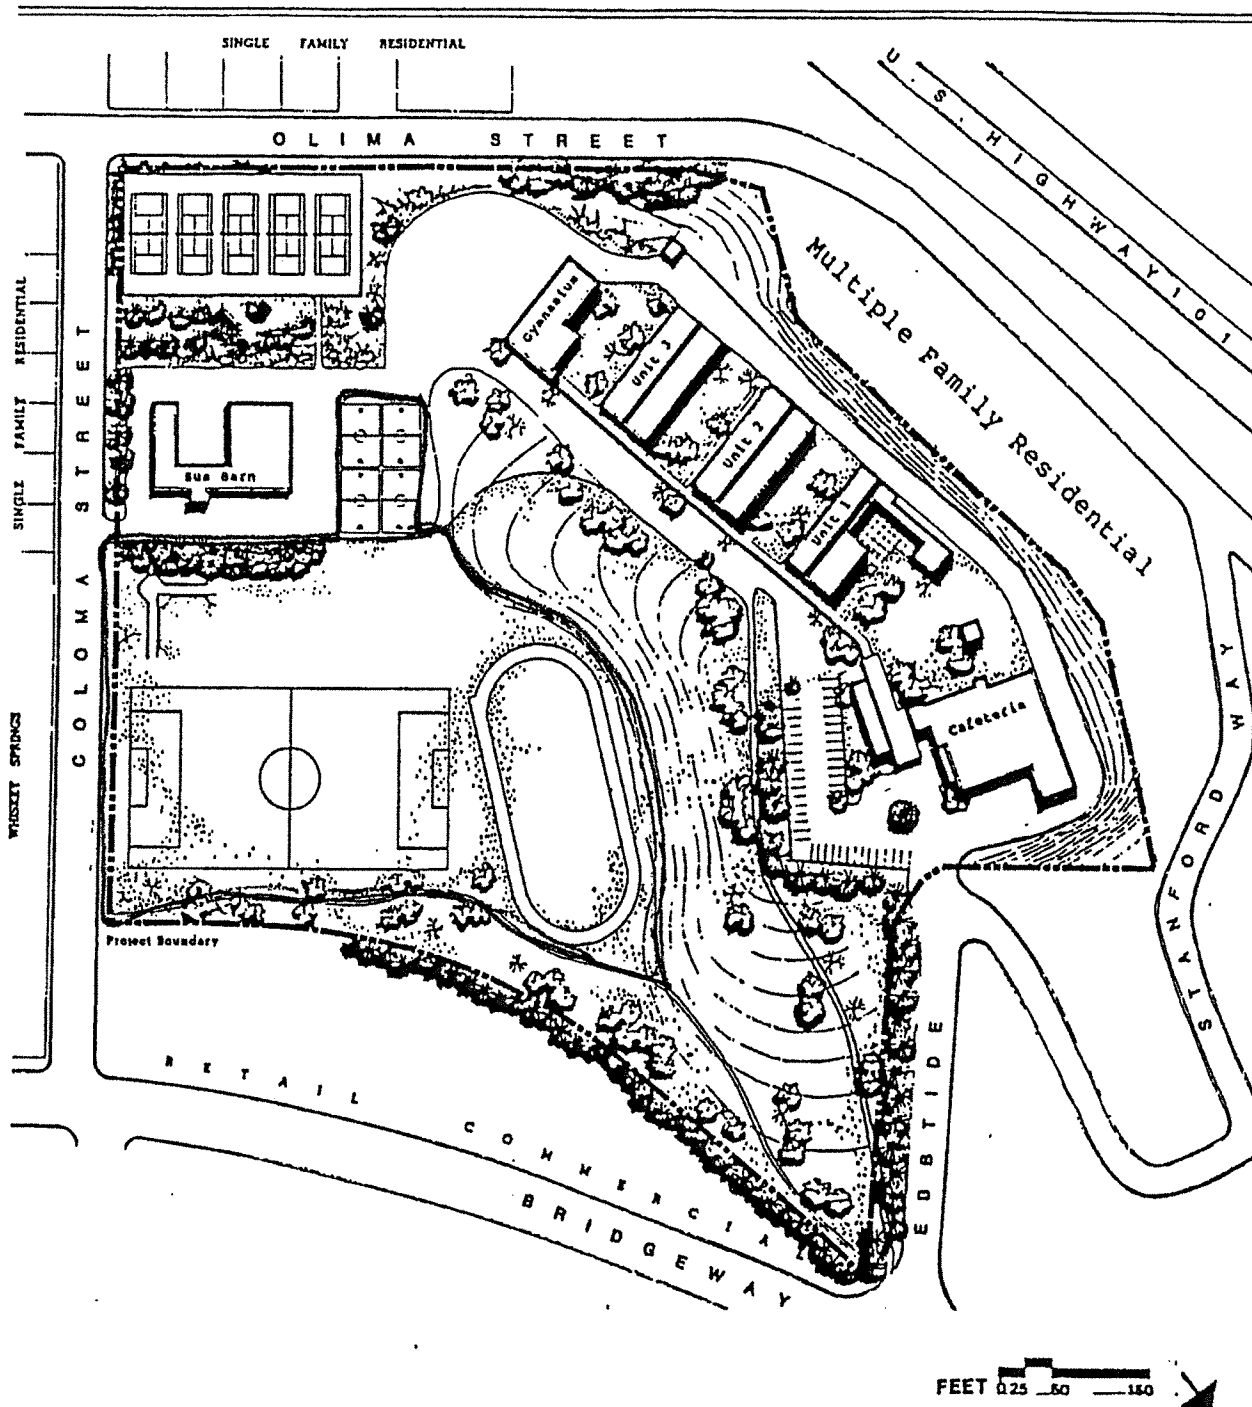 SINGLE FAMILY RESIDENTIAL
OLIMA STREET
U.S. HIGHWAY 101
Multiple Family Residential
SINGLE FAMILY RESIDENTIAL
COLOMA STREET
Gymnasium
Unit 3
Unit 2
Unit 1
Bus Barn
Cafeteria
WHISKEY SPRINGS
STANFORD WAY
Project Boundary
EDBTIDE
RETAIL COMMERCIAL
BRIDGEWAY
FEET 0 25 50 150